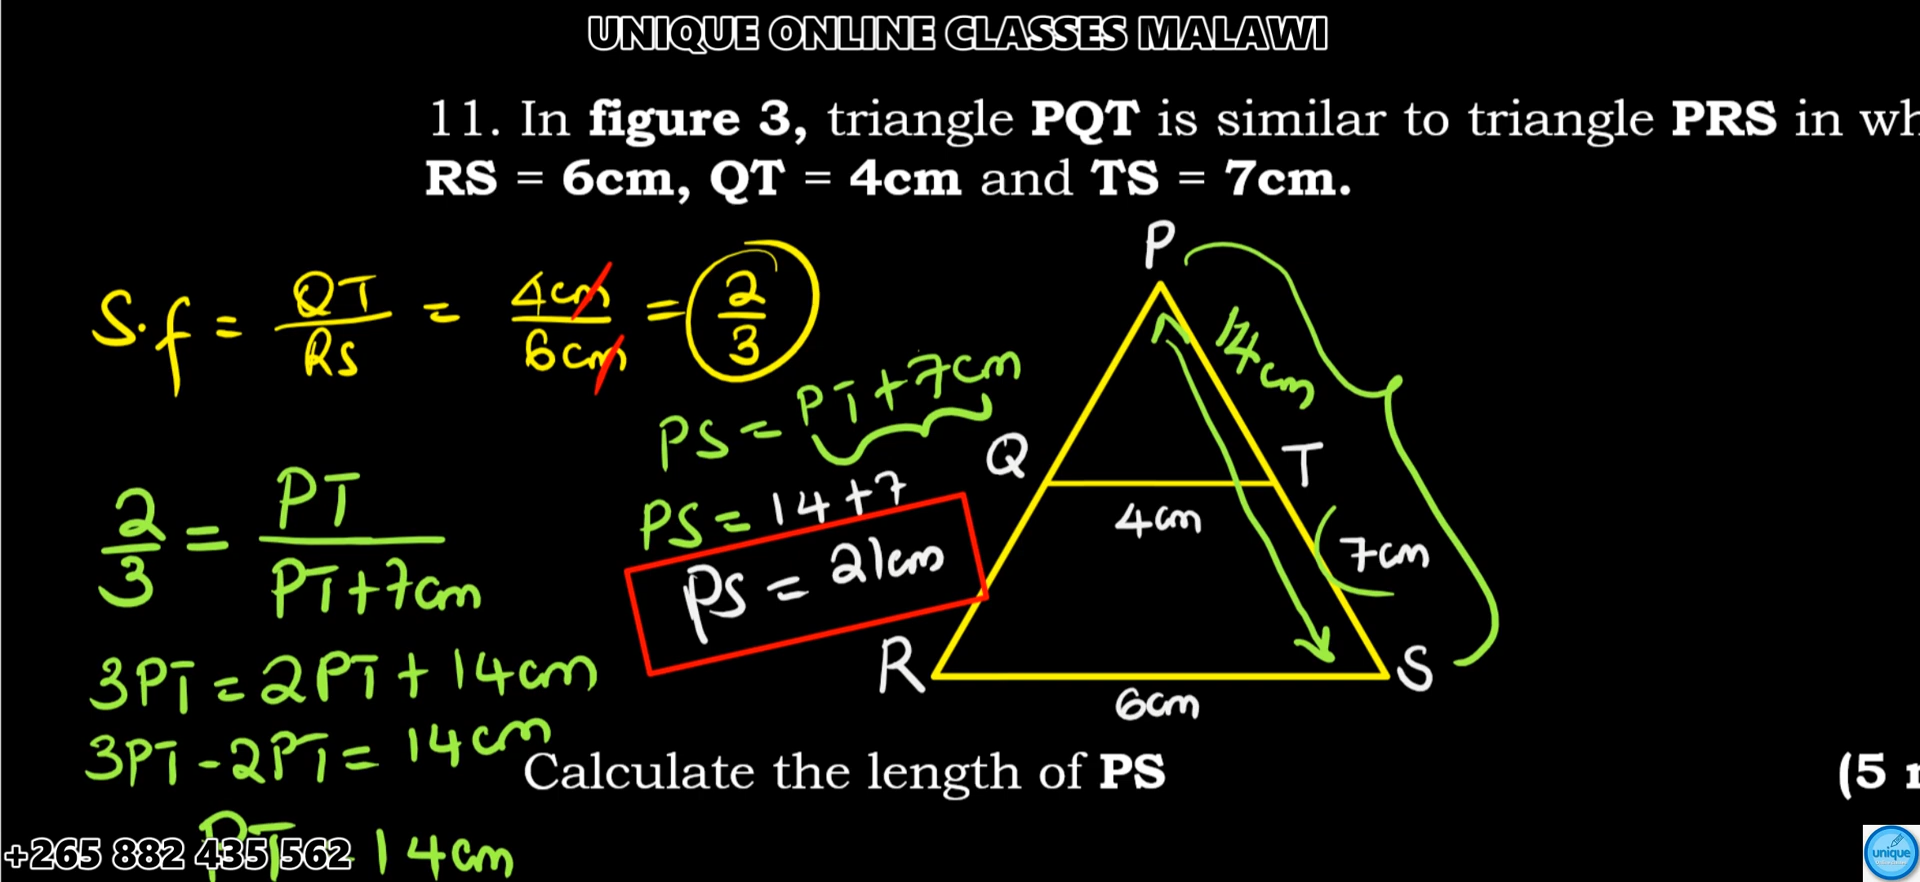 UNIQUE ONLINE CLASSES MALAWI
11. In figure 3, triangle PQT is similar to triangle PRS in wh
RS = 6cm, QT = 4cm and TS = 7cm.
S.f = QT/RS = 4cm/6cm = 2/3
2/3 = PT/PT+7cm
3PT = 2PT + 14cm
3PT - 2PT = 14cm
PT 14cm
PS = PT + 7cm
PS = 14 + 7
PS = 21cm
P
14cm
Q
T
4cm
7cm
R
S
6cm
Calculate the length of PS
(5
+265 882 435 562
unique